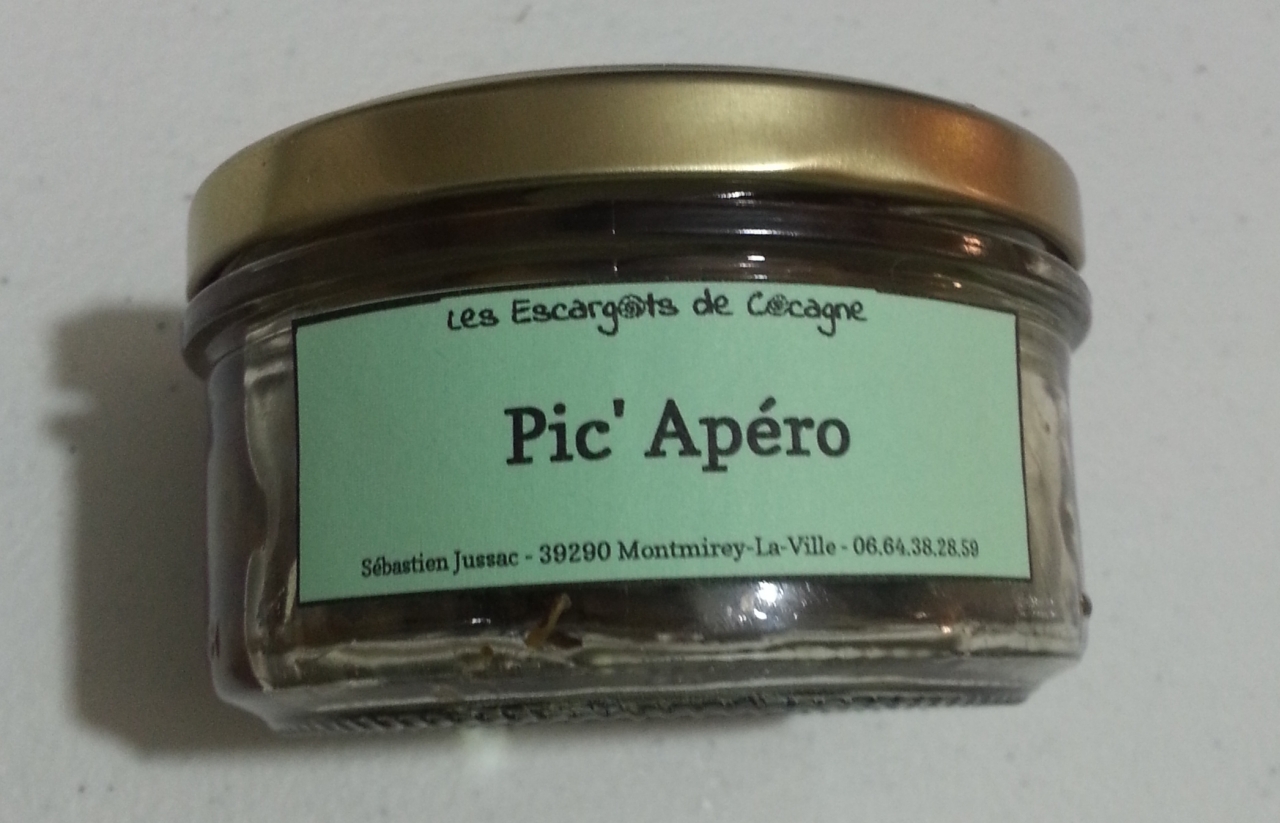 Les Escargots de Cocagne
Pic' Apéro
Sébastien Jussac - 39290 Montmirey-La-Ville - 06.64.38.28.59